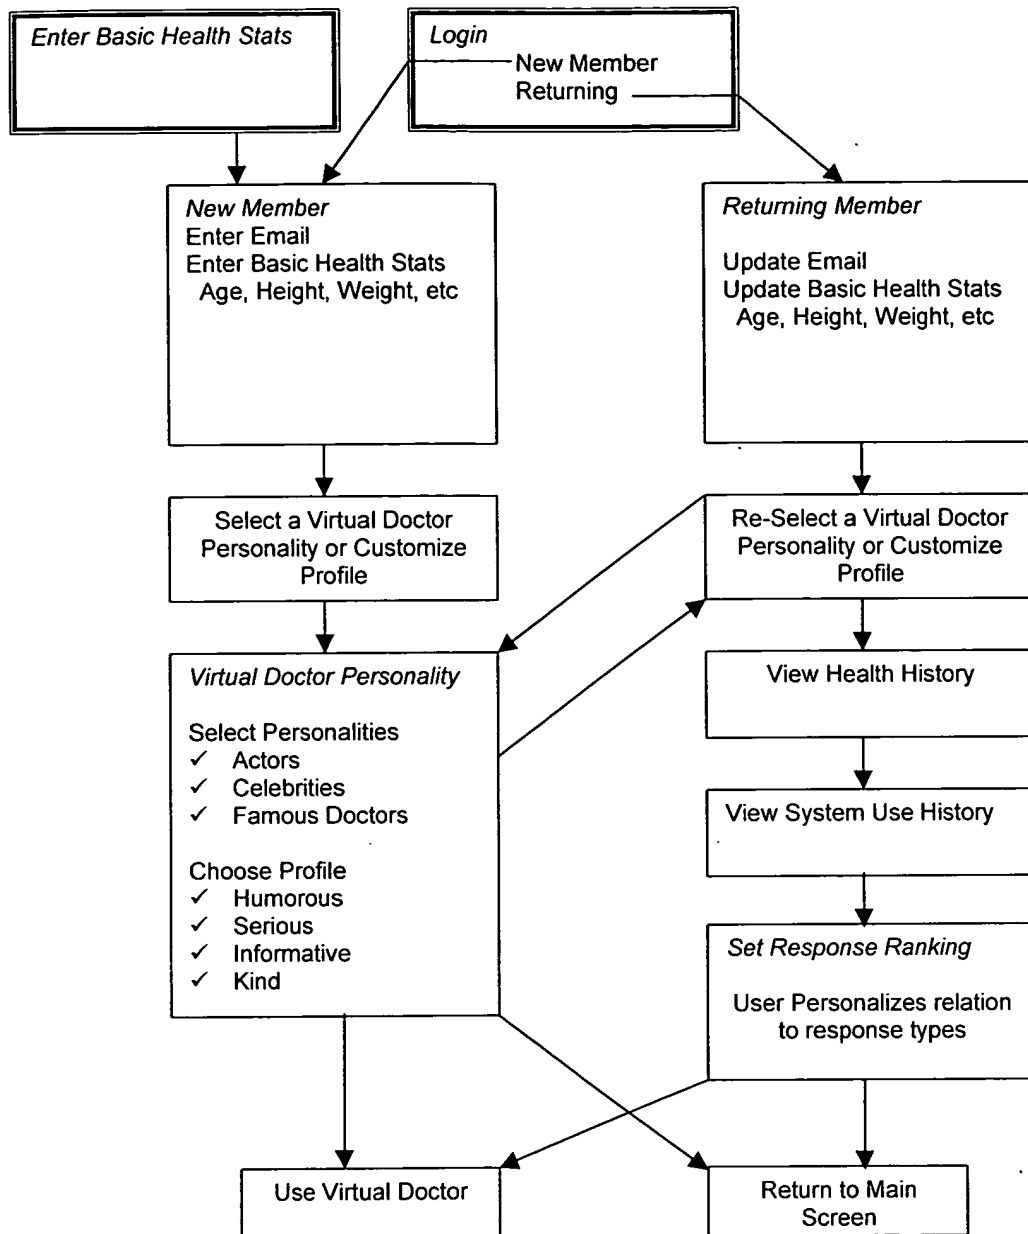 Enter Basic Health Stats
Login
New Member
Returning
New Member
Enter Email
Enter Basic Health Stats
Age, Height, Weight, etc
Returning Member
Update Email
Update Basic Health Stats
Age, Height, Weight, etc
Select a Virtual Doctor
Personality or Customize
Profile
Re-Select a Virtual Doctor
Personality or Customize
Profile
Virtual Doctor Personality
Select Personalities
✓ Actors
✓ Celebrities
✓ Famous Doctors
Choose Profile
✓ Humorous
✓ Serious
✓ Informative
✓ Kind
View Health History
View System Use History
Set Response Ranking
User Personalizes relation
to response types
Use Virtual Doctor
Return to Main
Screen